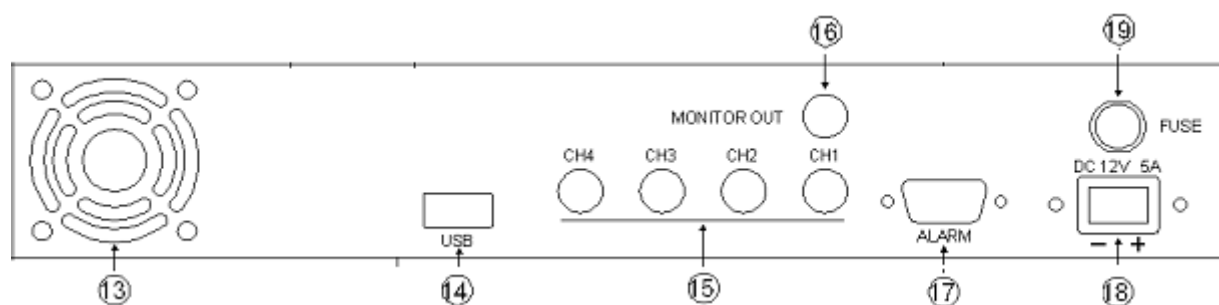 16 19
MONITOR OUT FUSE
CH4 CH3 CH2 CH1 DC 12V 5A
USB ALARM
− +
13 14 15 17 18